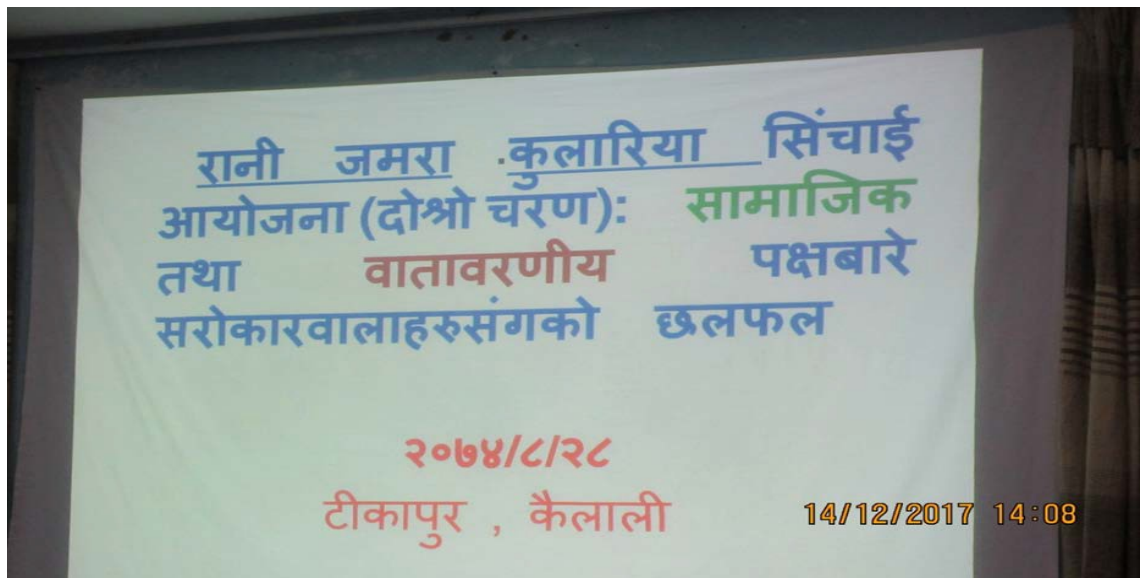 रानी जमरा कुलारिया सिंचाई
आयोजना (दोश्रो चरण): सामाजिक
तथा वातावरणीय पक्षबारे
सरोकारवालाहरुसंगको छलफल
२०७४/८/२८
टीकापुर , कैलाली
14/12/2017 14:08